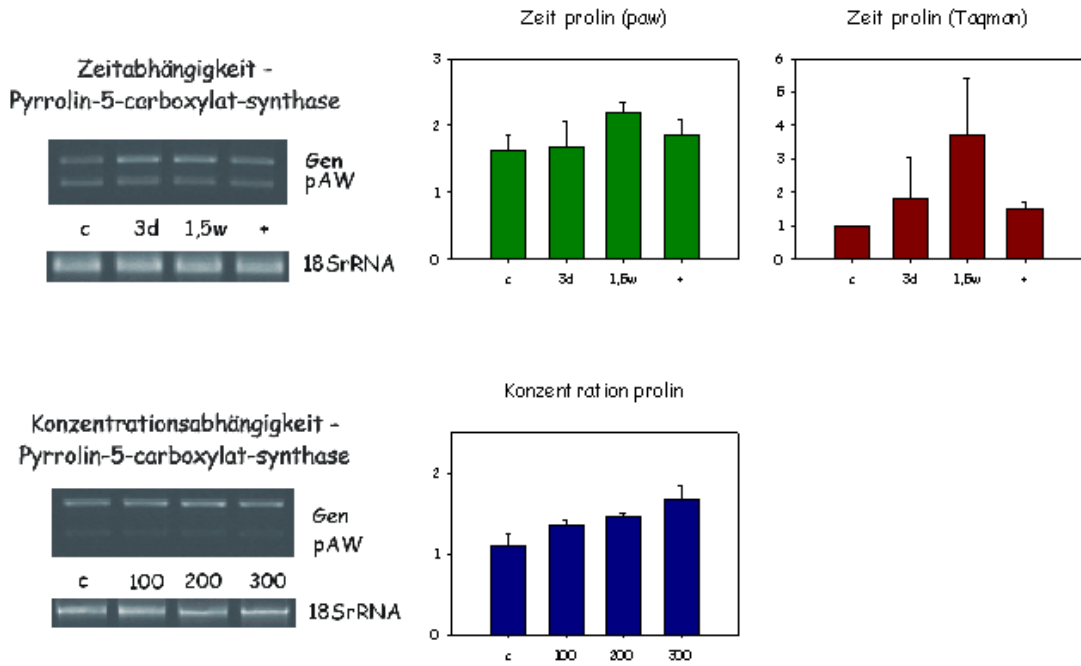 Zeitabhängigkeit -
Pyrrolin-5-carboxylat-synthase
Gen
pAW
c 3d 1,5w +
18SrRNA
Zeit prolin (paw)
3
2
1
0
c 3d 1,5w +
Zeit prolin (Taqman)
6
5
4
3
2
1
0
c 3d 1,5w +
Konzentrationsabhängigkeit -
Pyrrolin-5-carboxylat-synthase
Gen
pAW
c 100 200 300
18SrRNA
Konzentration prolin
2
1
0
c 100 200 300